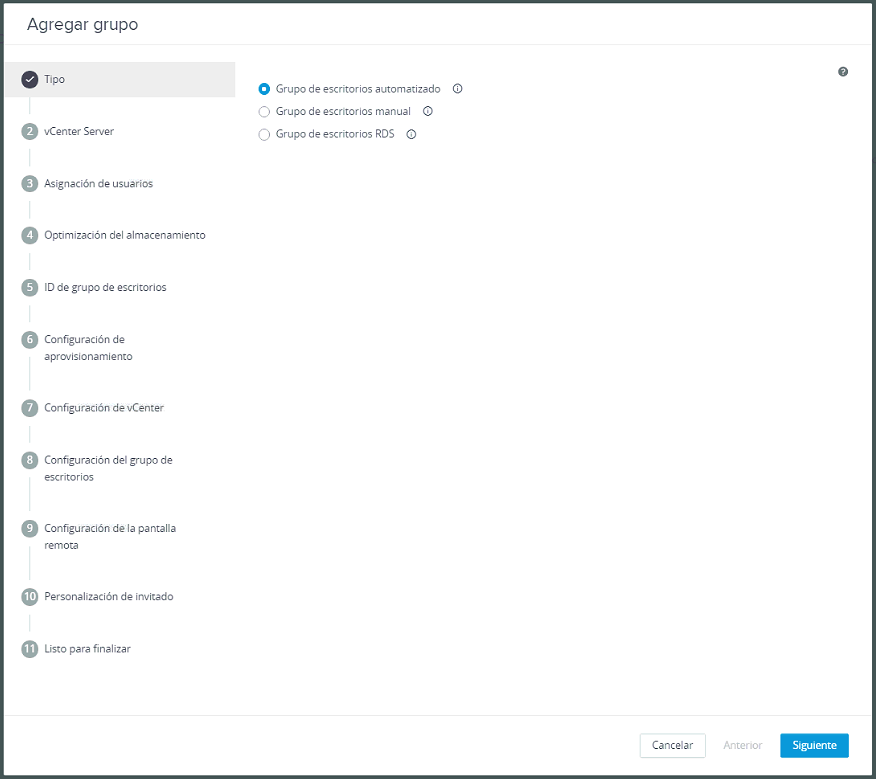 Agregar grupo
Tipo
Grupo de escritorios automatizado
Grupo de escritorios manual
Grupo de escritorios RDS
?
2 vCenter Server
3 Asignación de usuarios
4 Optimización del almacenamiento
5 ID de grupo de escritorios
6 Configuración de
aprovisionamiento
7 Configuración de vCenter
8 Configuración del grupo de
escritorios
9 Configuración de la pantalla
remota
10 Personalización de invitado
11 Listo para finalizar
Cancelar Anterior Siguiente